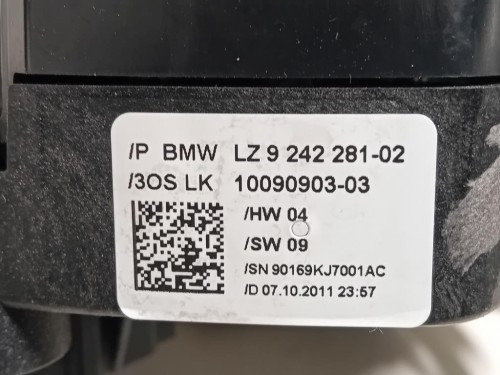 /P BMW LZ 9 242 281-02
/3OS LK 10090903-03
/HW 04
/SW 09
/SN 90169KJ7001AC
/D 07.10.2011 23:57